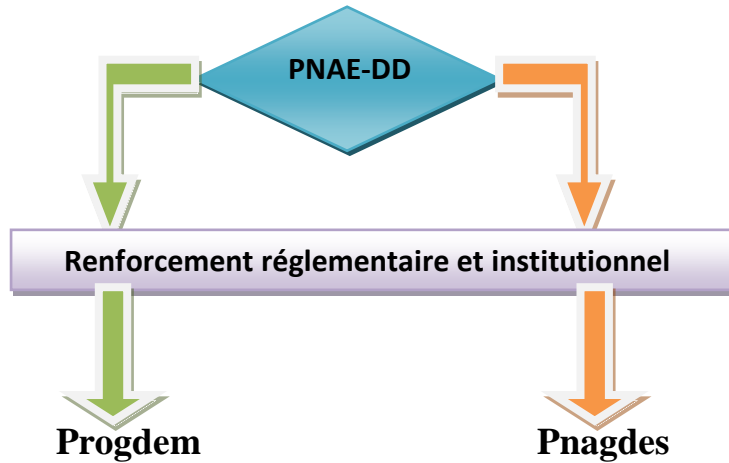 PNAE-DD
Renforcement réglementaire et institutionnel
Progdem
Pnagdes